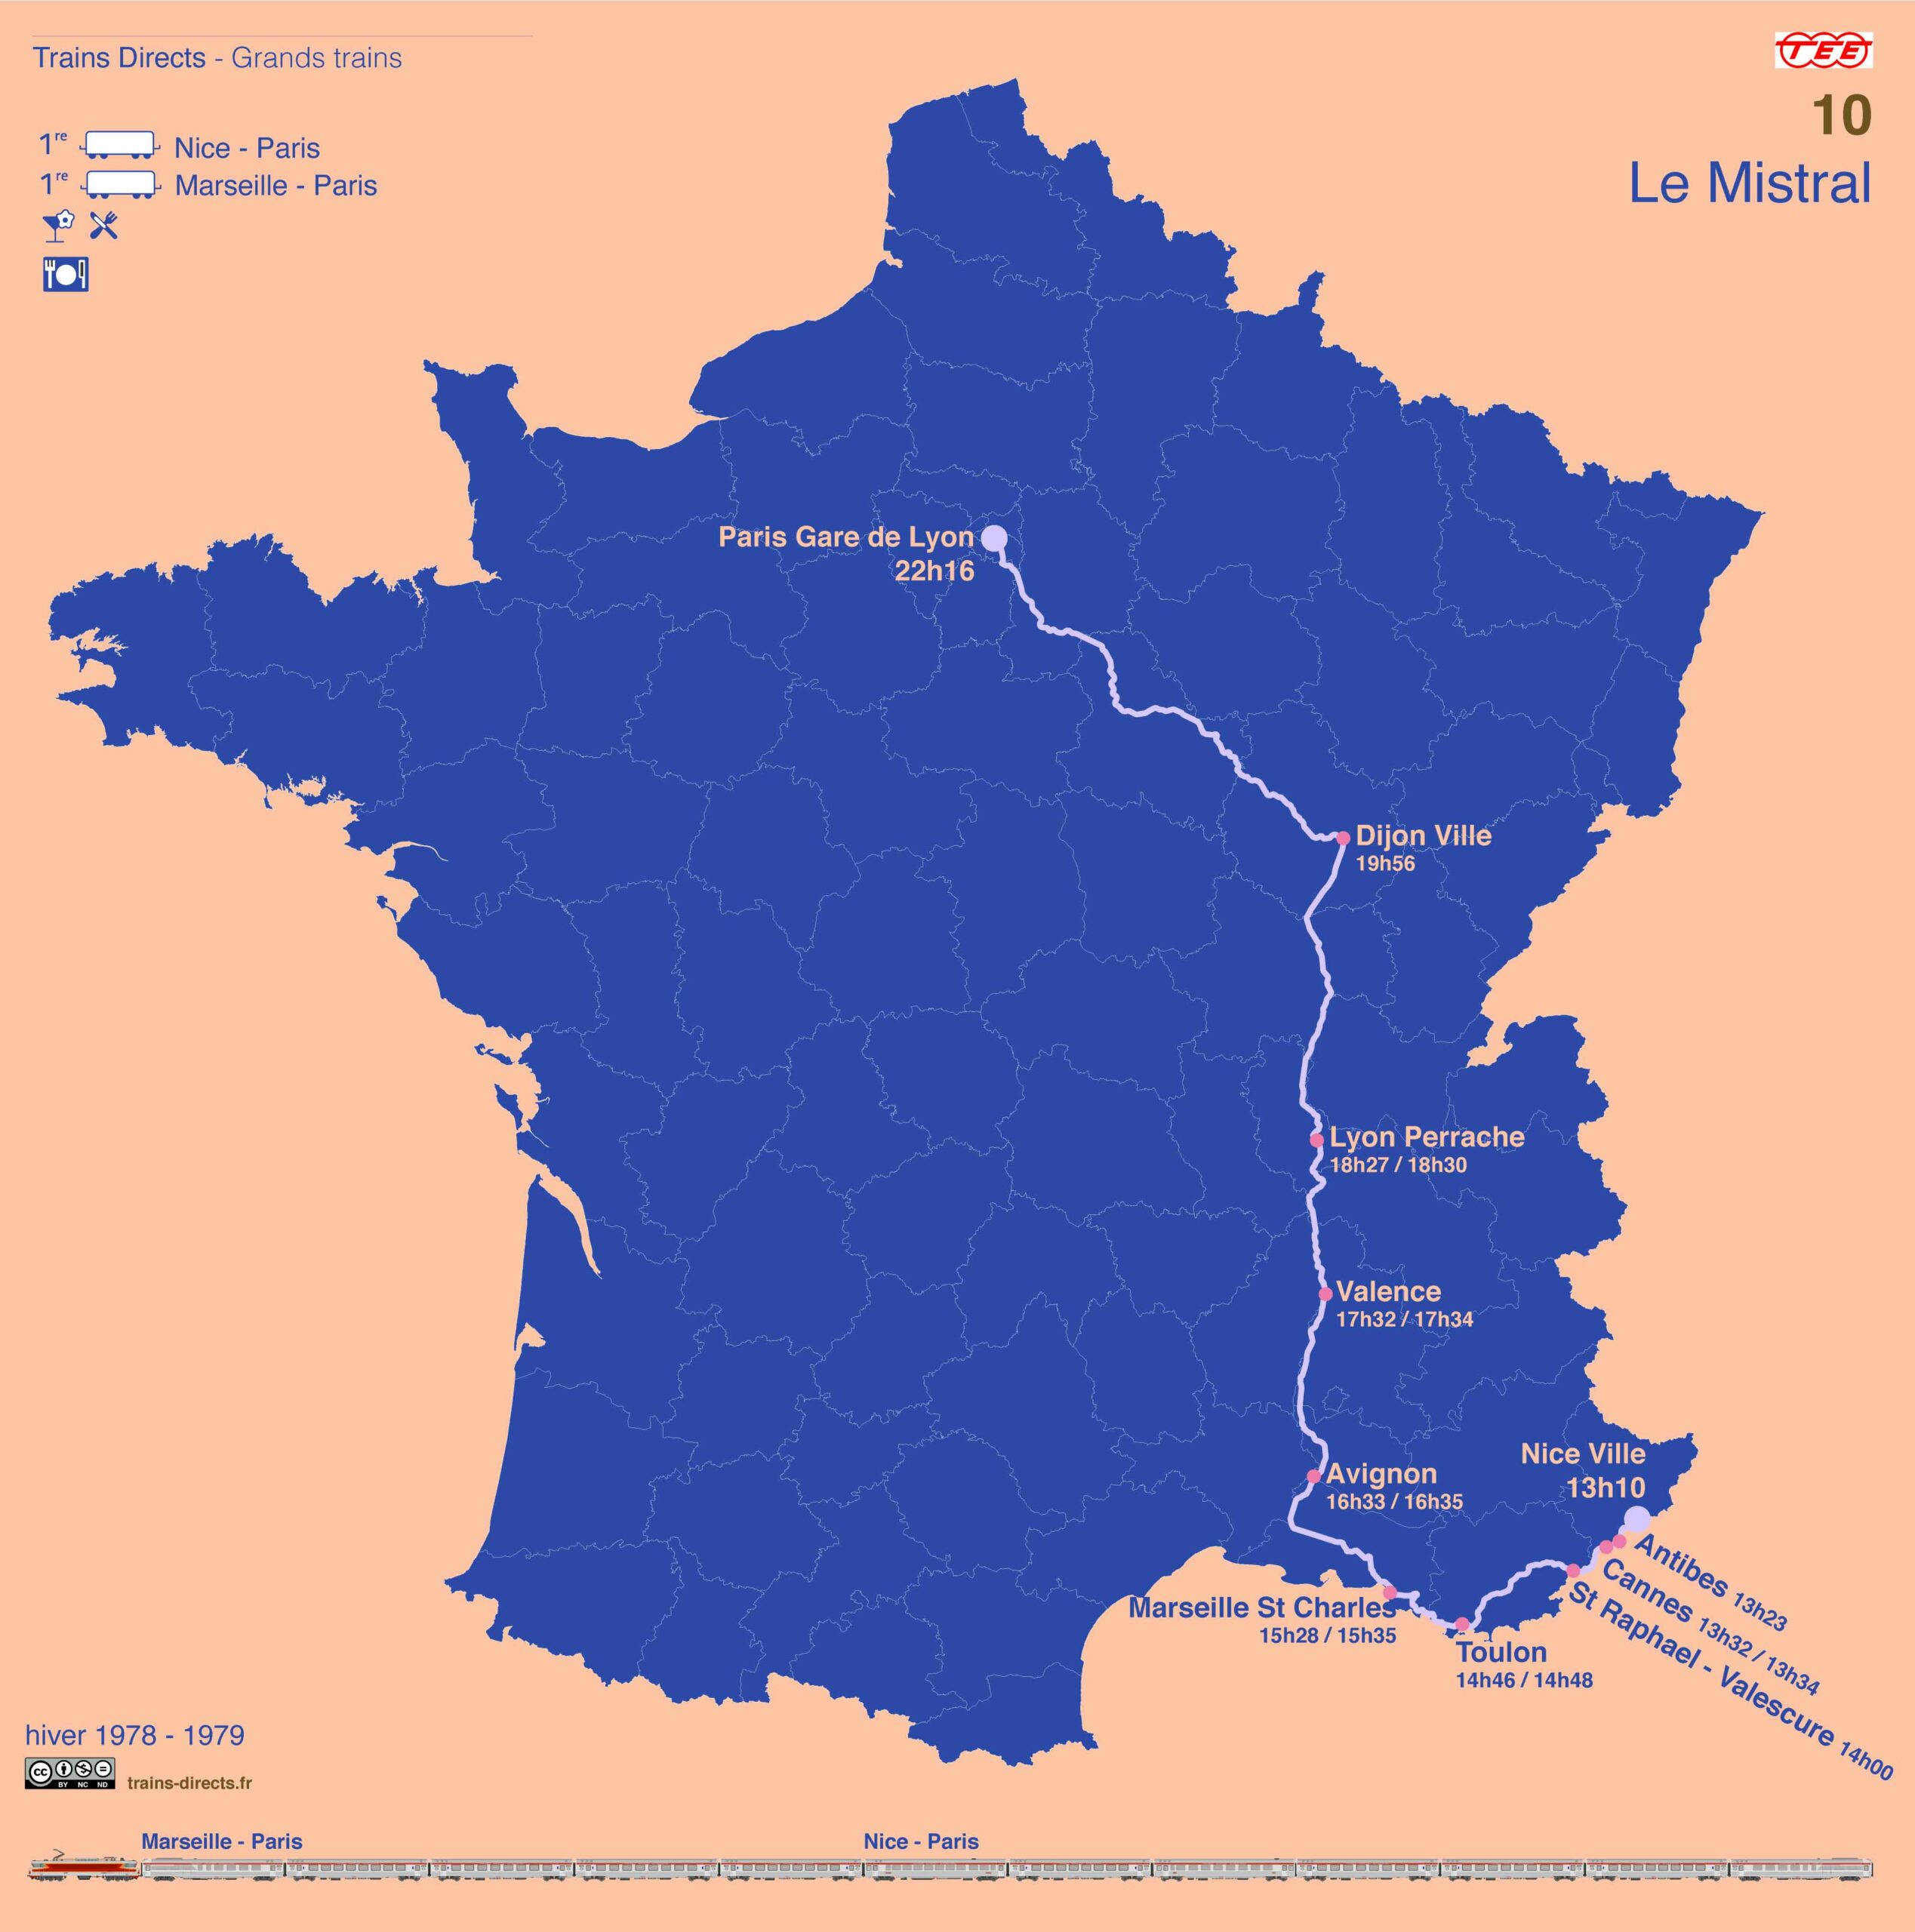 Trains Directs - Grands trains
TEE
10
Le Mistral
1re Nice - Paris
1re Marseille - Paris
Paris Gare de Lyon
22h16
Dijon Ville
19h56
Lyon Perrache
18h27 / 18h30
Valence
17h32 / 17h34
Avignon
16h33 / 16h35
Nice Ville
13h10
Antibes 13h23
Cannes 13h32 / 13h34
St Raphael - Valescure 14h00
Marseille St Charles
15h28 / 15h35
Toulon
14h46 / 14h48
hiver 1978 - 1979
cc
BY NC ND
trains-directs.fr
Marseille - Paris
Nice - Paris